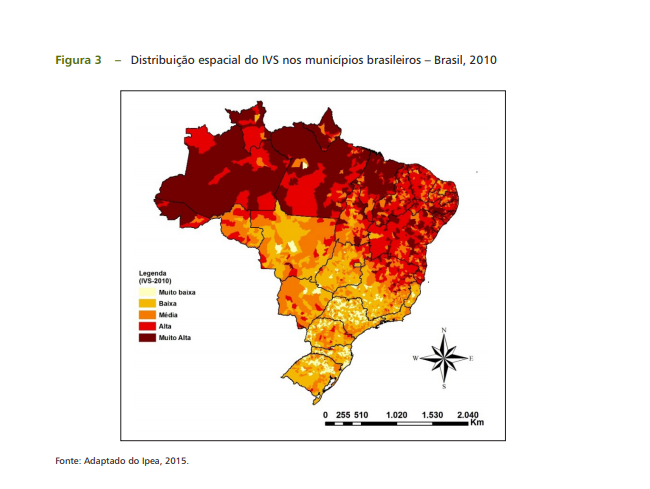 Figura 3 – Distribuição espacial do IVS nos municípios brasileiros – Brasil, 2010
Legenda
(IVS-2010)
Muito baixa
Baixa
Média
Alta
Muito Alta
N
W E
S
0 255 510 1.020 1.530 2.040
Km
Fonte: Adaptado do Ipea, 2015.